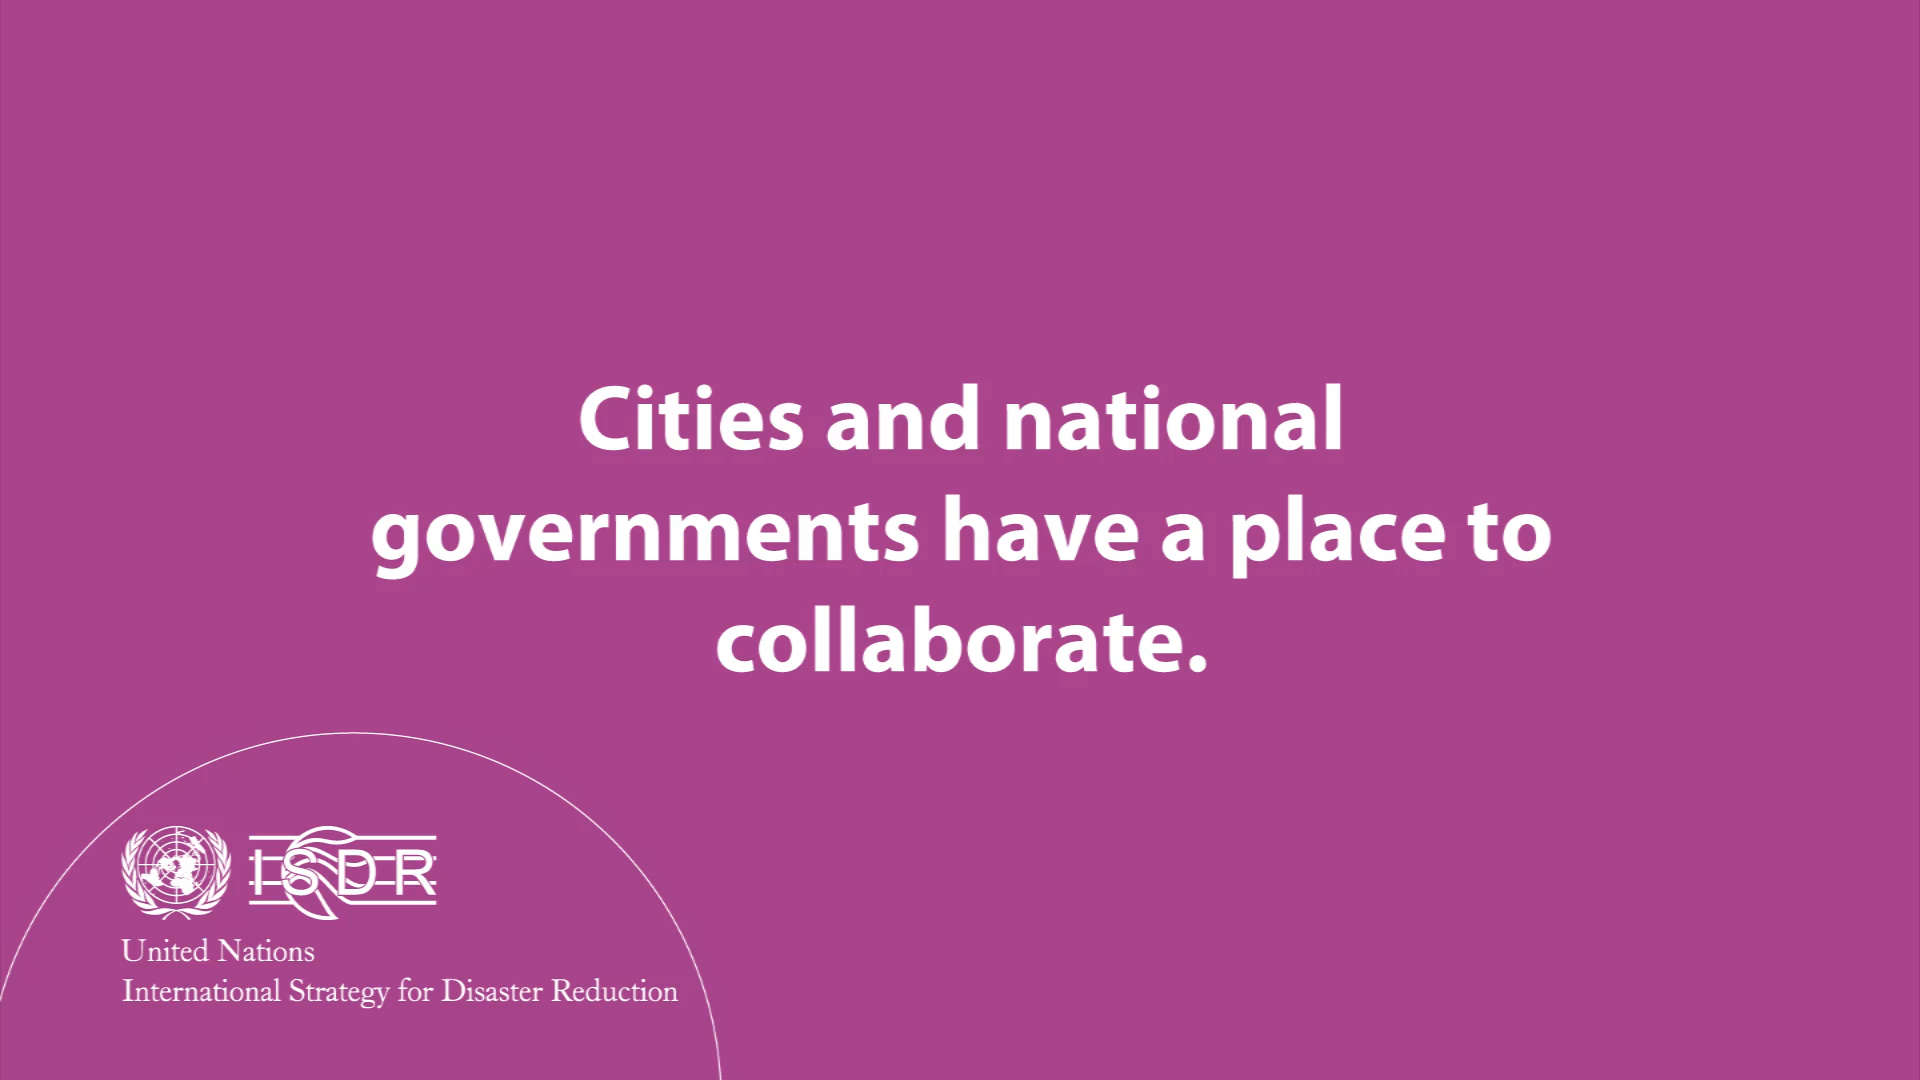 Cities and national
governments have a place to
collaborate.
ISDR
United Nations
International Strategy for Disaster Reduction